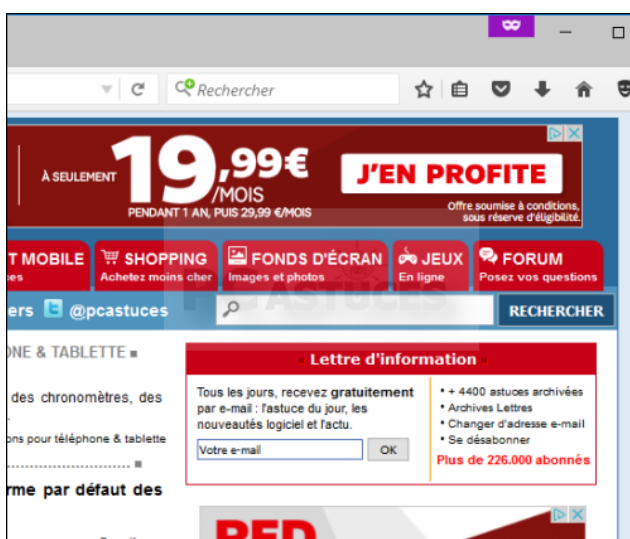 Rechercher
À SEULEMENT 19,99€
/MOIS
PENDANT 1 AN, PUIS 29,99 €/MOIS
J'EN PROFITE
Offre soumise à conditions,
sous réserve d'éligibilité.
T MOBILE
es
SHOPPING
Achetez moins cher
FONDS D'ÉCRAN
Images et photos
JEUX
En ligne
FORUM
Posez vos questions
PC ASTUCES
ers @pcastuces
RECHERCHER
ONE & TABLETTE
des chronomètres, des
ons pour téléphone & tablette
rme par défaut des
Lettre d'information
Tous les jours, recevez gratuitement
par e-mail : l'astuce du jour, les
nouveautés logiciel et l'actu.
Votre e-mail
OK
+ 4400 astuces archivées
Archives Lettres
Changer d'adresse e-mail
Se désabonner
Plus de 226.000 abonnés
RED